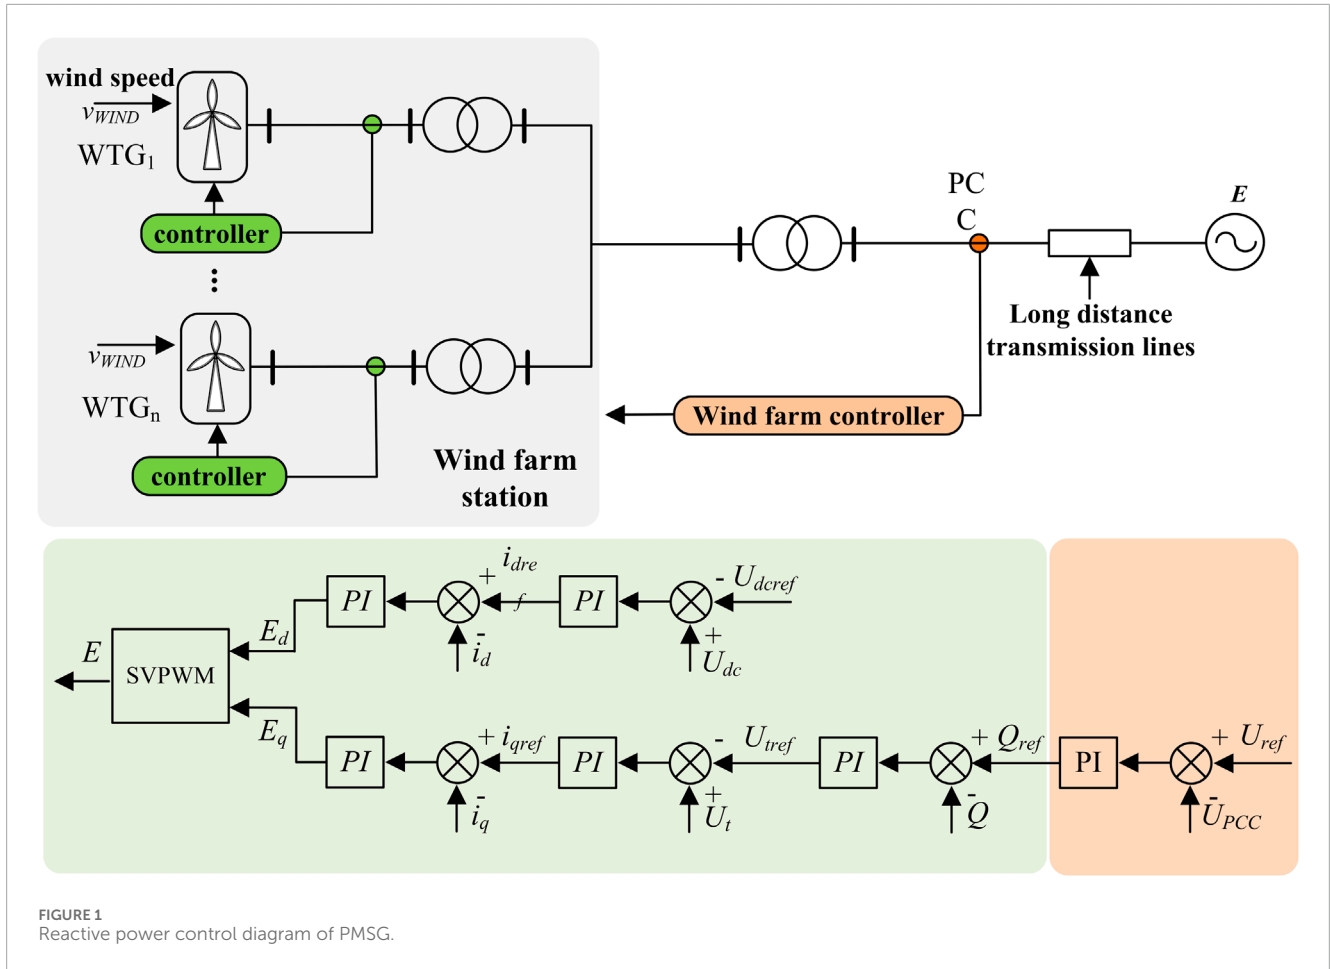 wind speed
vWIND
WTG1
controller
vWIND
WTGn
controller
Wind farm
station
PC
C
E
Long distance
transmission lines
Wind farm controller
E
SVPWM
Ed
PI
+ idre
f
-
id
PI
- Udcref
+
Udc
Eq
PI
+ iqref
-
iq
PI
- Utref
+
Ut
PI
+ Qref
-
Q
PI
+ Uref
-
UPCC
FIGURE 1
Reactive power control diagram of PMSG.